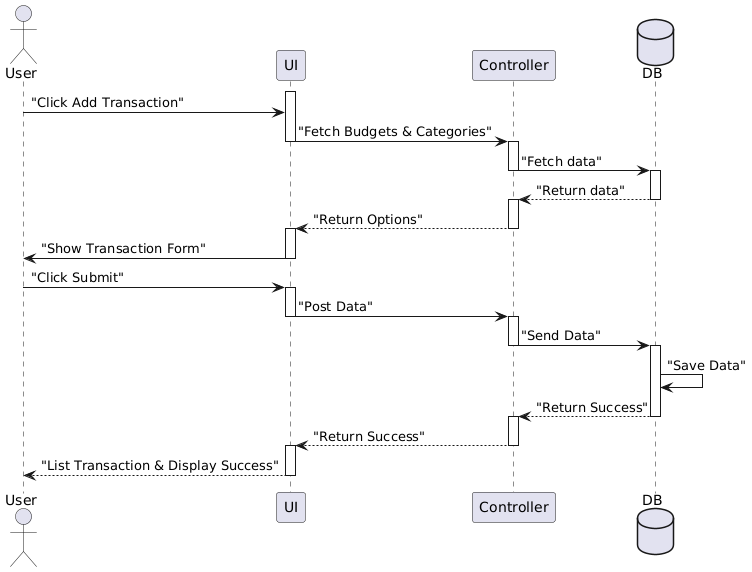 User
UI
Controller
DB
"Click Add Transaction"
"Fetch Budgets & Categories"
"Fetch data"
"Return data"
"Return Options"
"Show Transaction Form"
"Click Submit"
"Post Data"
"Send Data"
"Save Data"
"Return Success"
"Return Success"
"List Transaction & Display Success"
User
UI
Controller
DB